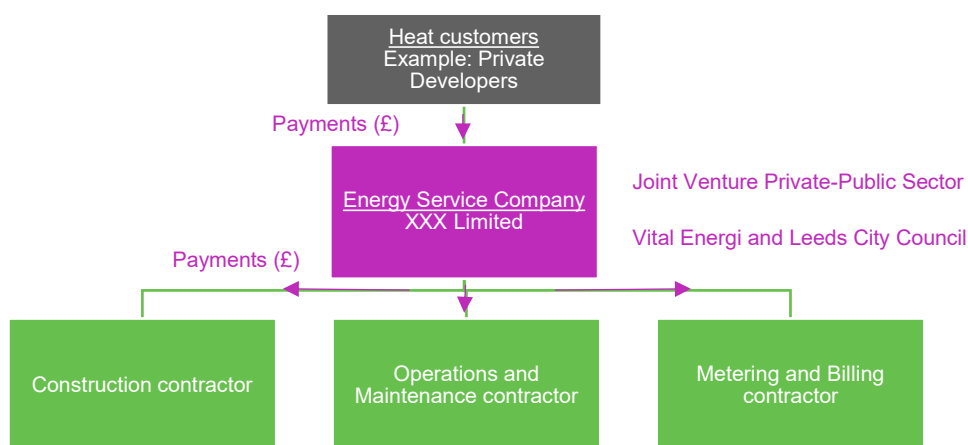 Heat customers
Example: Private
Developers
Payments (£)
Energy Service Company
XXX Limited
Joint Venture Private-Public Sector
Vital Energi and Leeds City Council
Payments (£)
Construction contractor
Operations and
Maintenance contractor
Metering and Billing
contractor